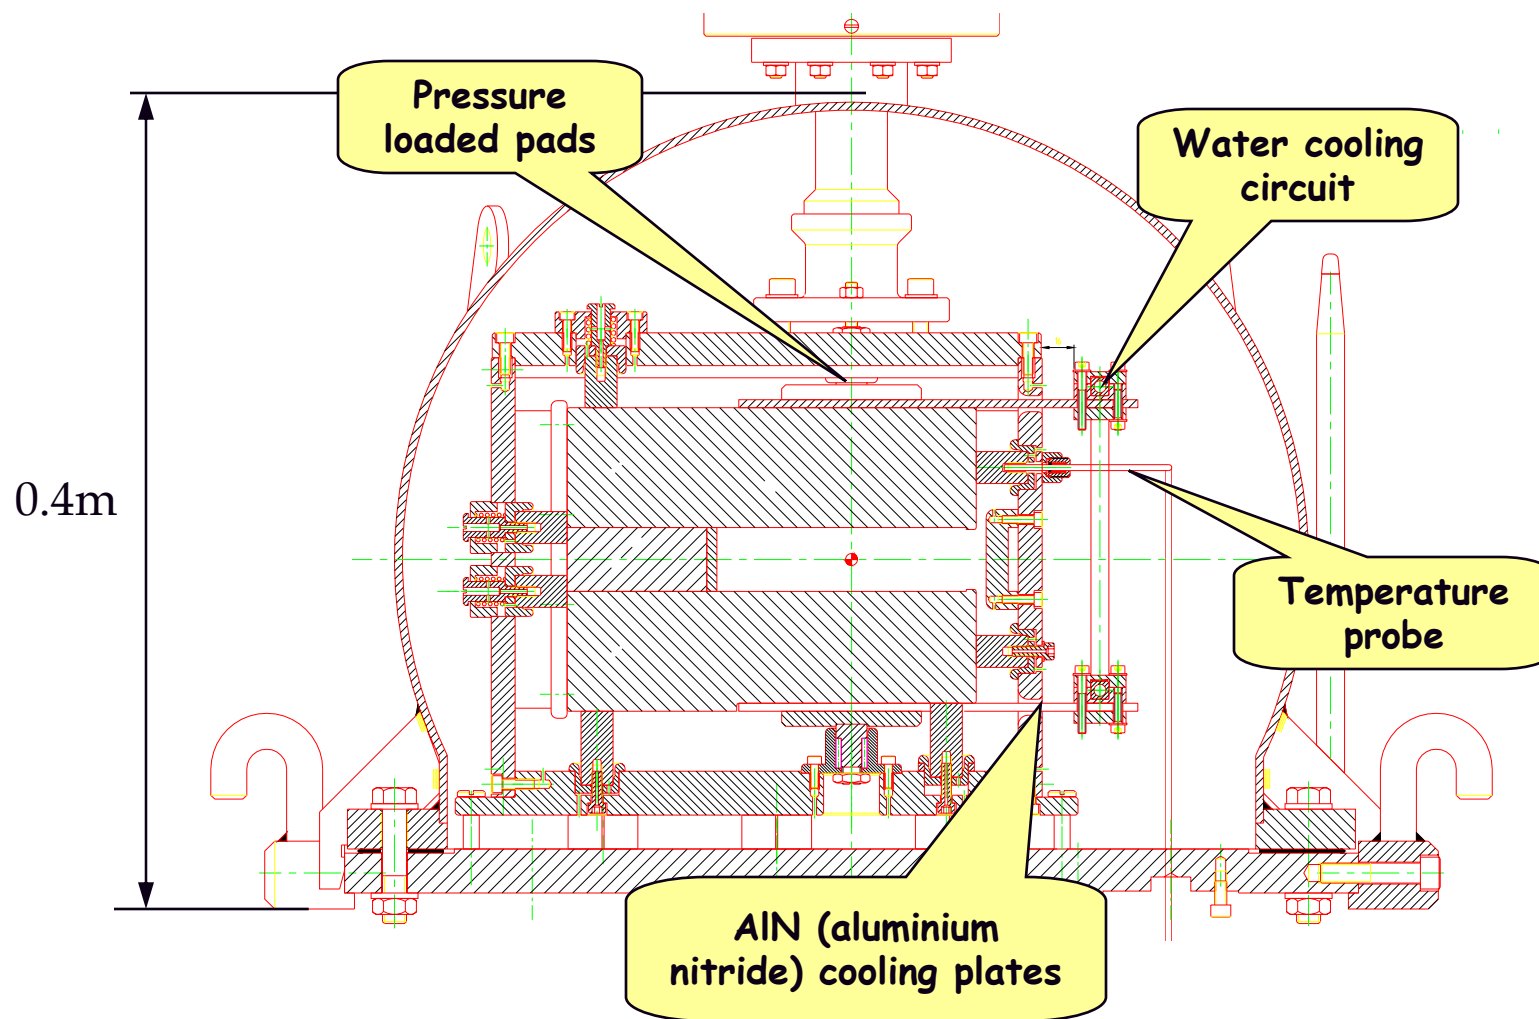 Pressure
loaded pads
Water cooling
circuit
0.4m
Temperature
probe
AlN (aluminium
nitride) cooling plates